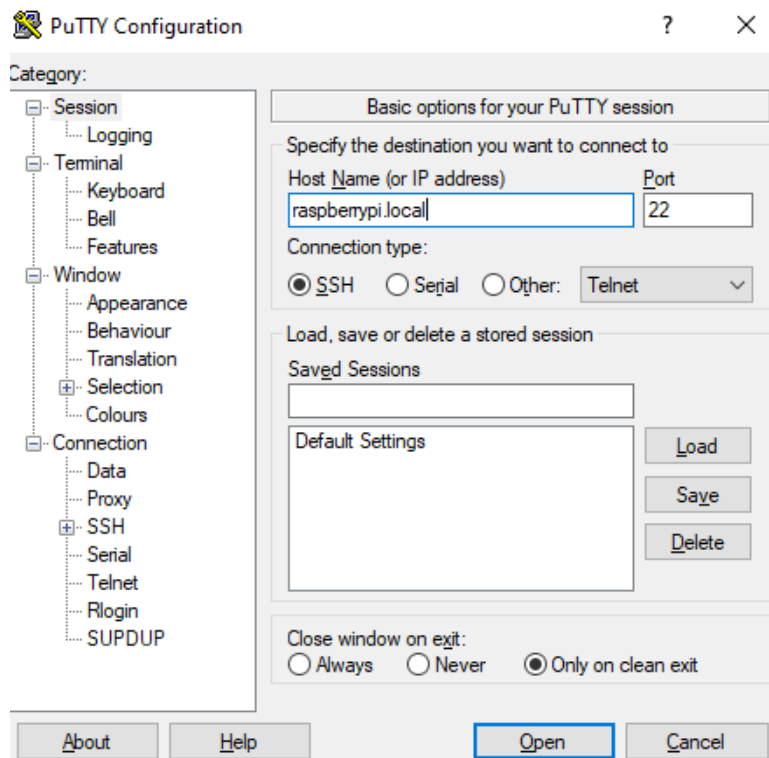 PuTTY Configuration
?
Category:
Session
Logging
Terminal
Keyboard
Bell
Features
Window
Appearance
Behaviour
Translation
Selection
Colours
Connection
Data
Proxy
SSH
Serial
Telnet
Rlogin
SUPDUP
Basic options for your PuTTY session
Specify the destination you want to connect to
Host Name (or IP address) Port
raspberrypi.local 22
Connection type:
SSH Serial Other: Telnet
Load, save or delete a stored session
Saved Sessions
Default Settings
Load
Save
Delete
Close window on exit:
Always Never Only on clean exit
About Help Open Cancel